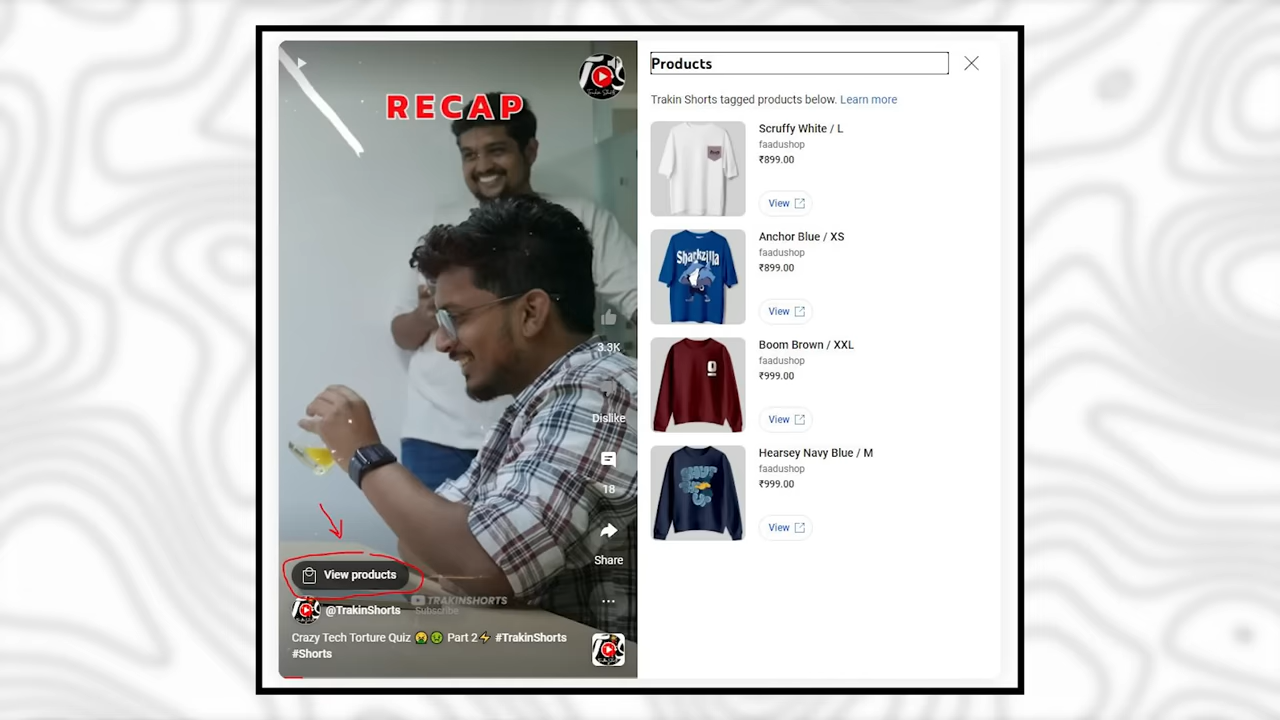 RECAP
3.3K
Dislike
18
Share
View products
TRAKINSHORTS
@TrakinShorts
Subscribe
Crazy Tech Torture Quiz 🤮🤢 Part 2⚡ #TrakinShorts
#Shorts
Products
Trakin Shorts tagged products below. Learn more
Scruffy White / L
faadushop
₹899.00
View
Anchor Blue / XS
faadushop
₹899.00
View
Sharkzilla
Boom Brown / XXL
faadushop
₹999.00
View
Hearsey Navy Blue / M
faadushop
₹999.00
View